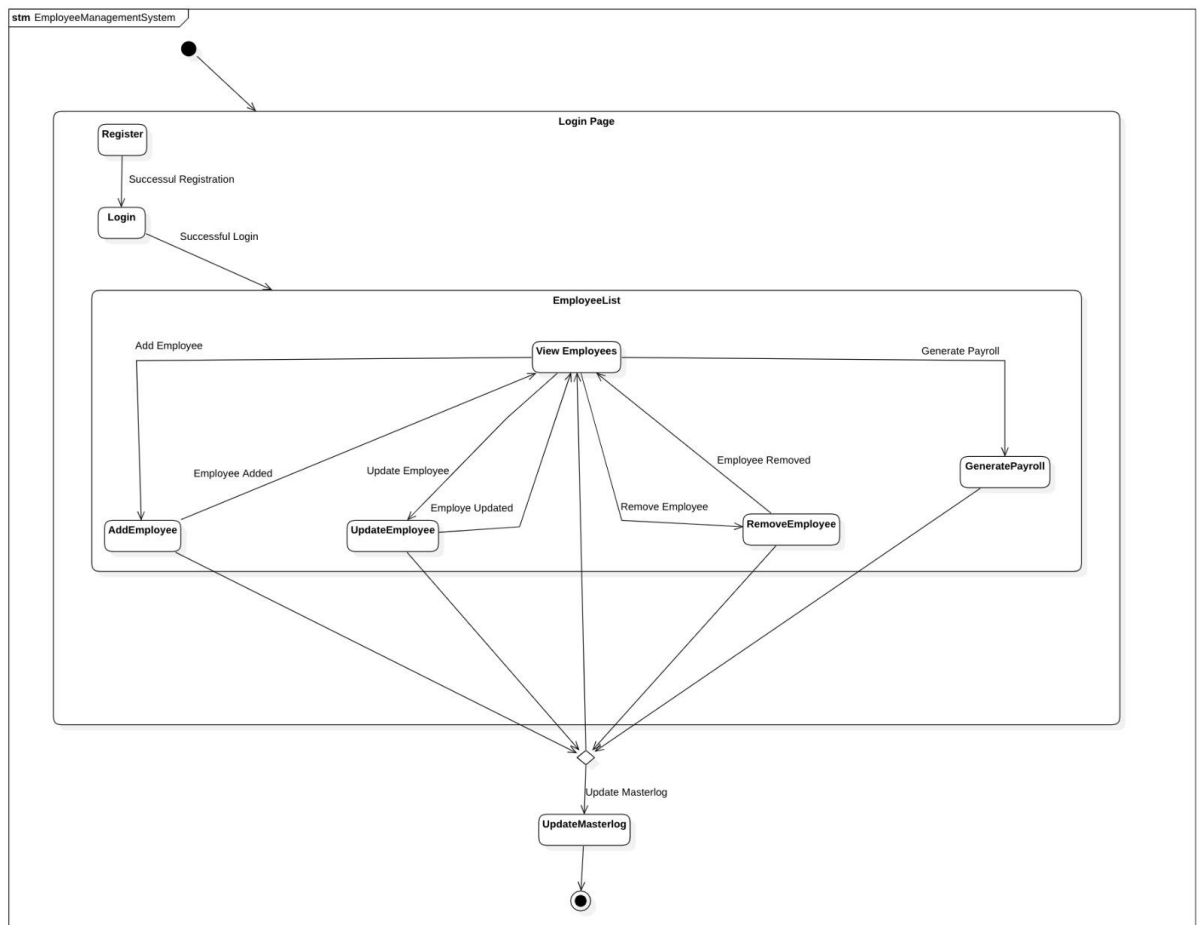 stm EmployeeManagementSystem
Login Page
Register
Successul Registration
Login
Successful Login
EmployeeList
Add Employee
View Employees
Generate Payroll
Employee Added
Update Employee
Employee Removed
GeneratePayroll
Employe Updated
Remove Employee
AddEmployee
UpdateEmployee
RemoveEmployee
Update Masterlog
UpdateMasterlog